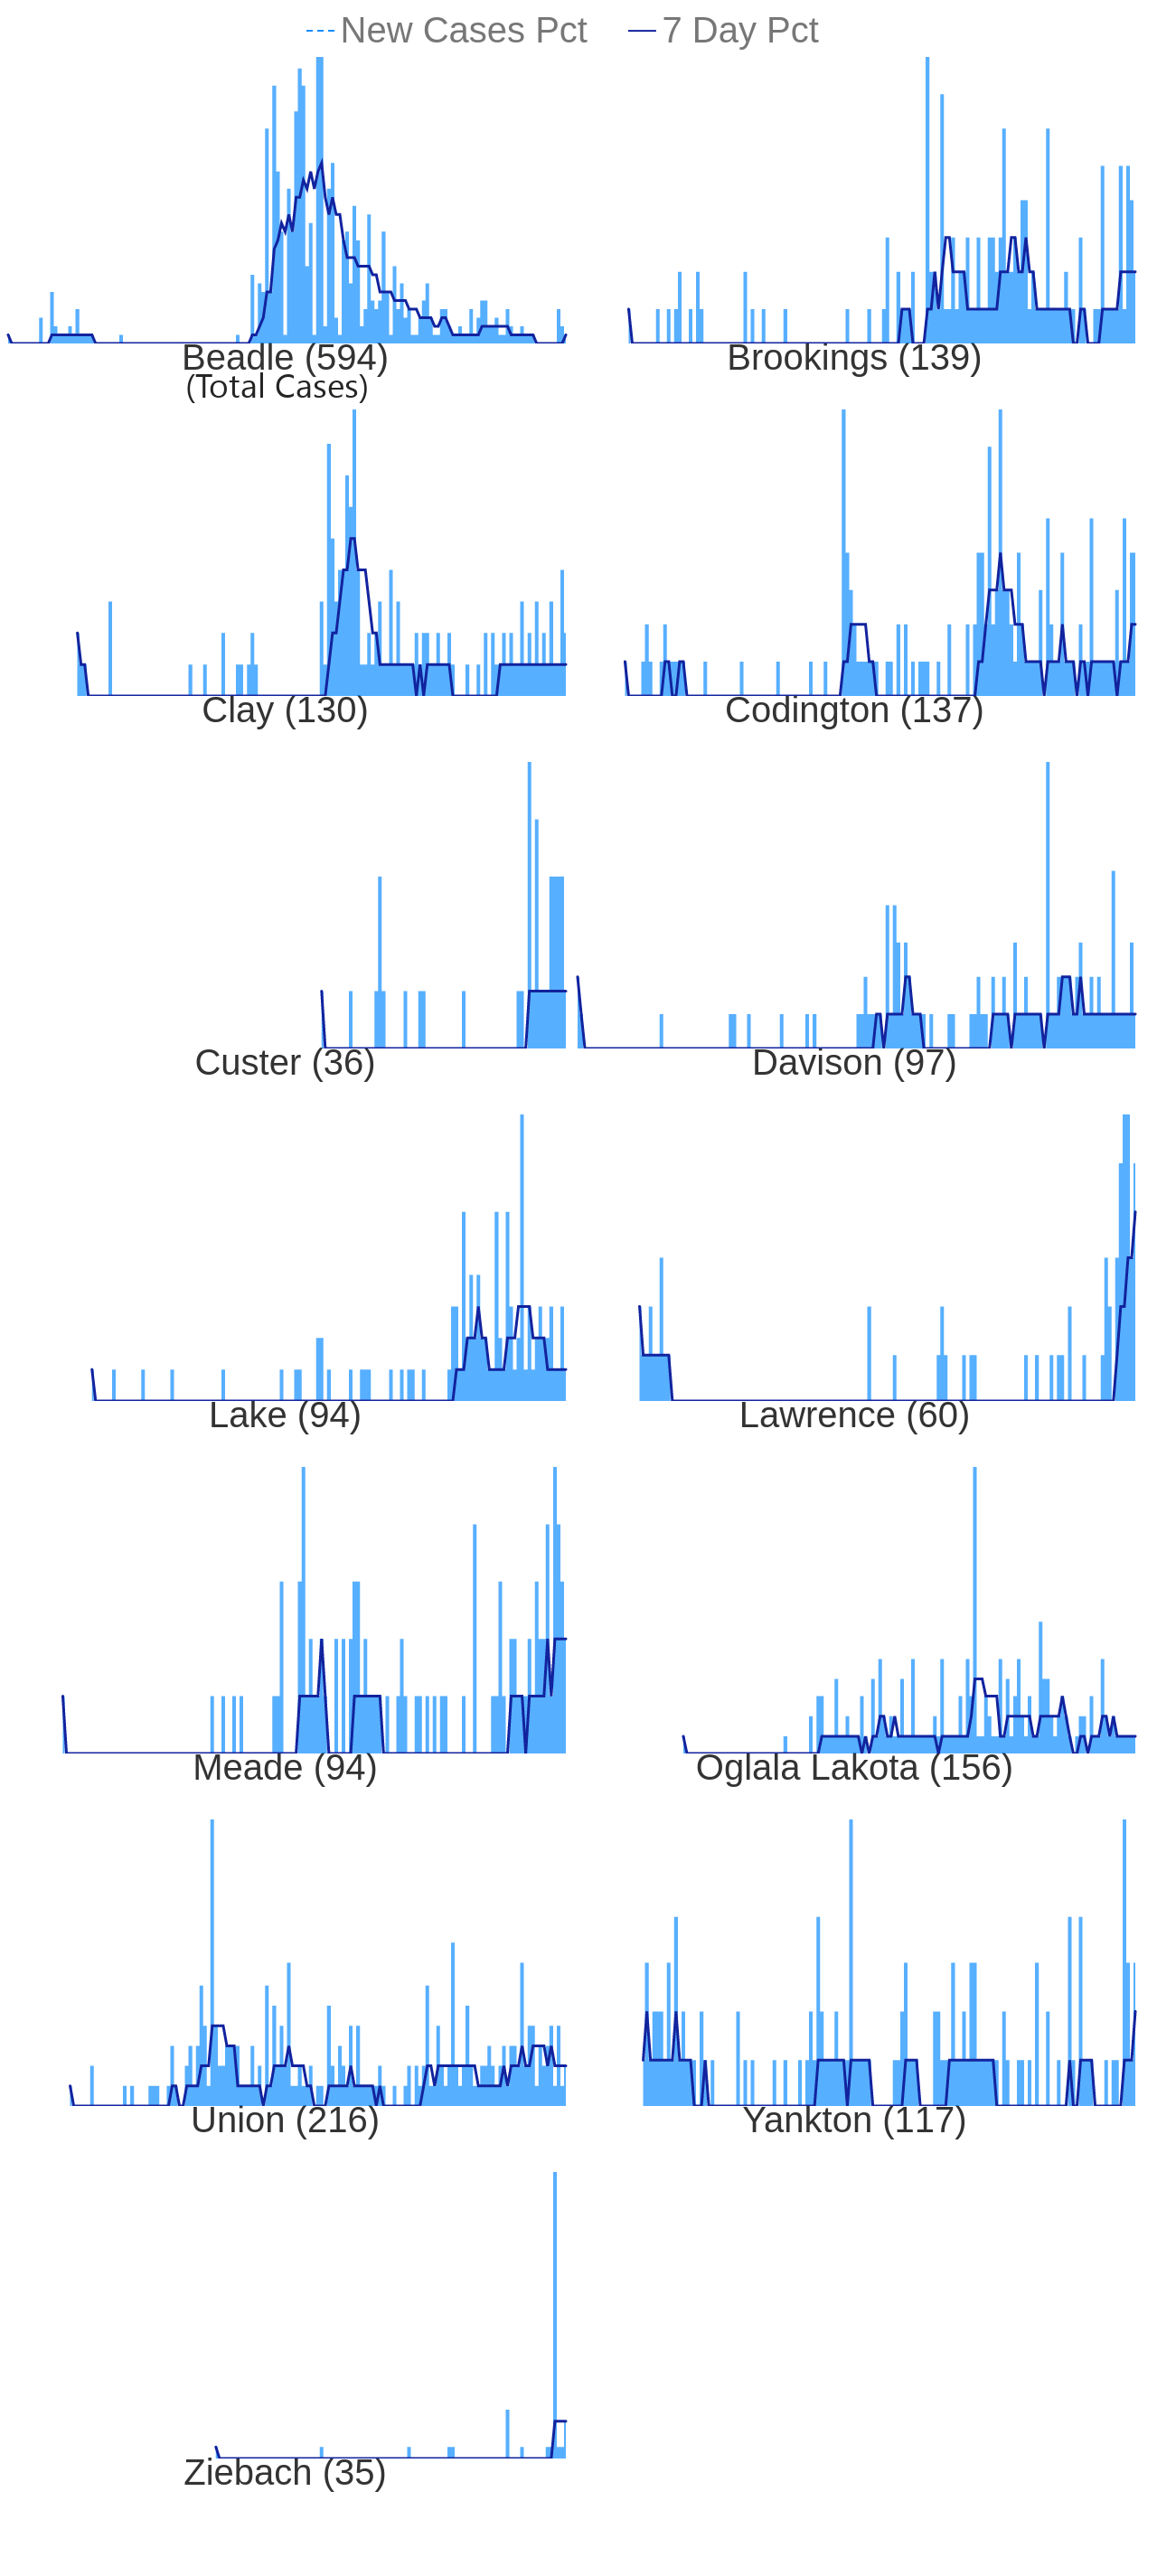 New Cases Pct 7 Day Pct
Beadle (594) Brookings (139)
(Total Cases)
Clay (130) Codington (137)
Custer (36) Davison (97)
Lake (94) Lawrence (60)
Meade (94) Oglala Lakota (156)
Union (216) Yankton (117)
Ziebach (35)